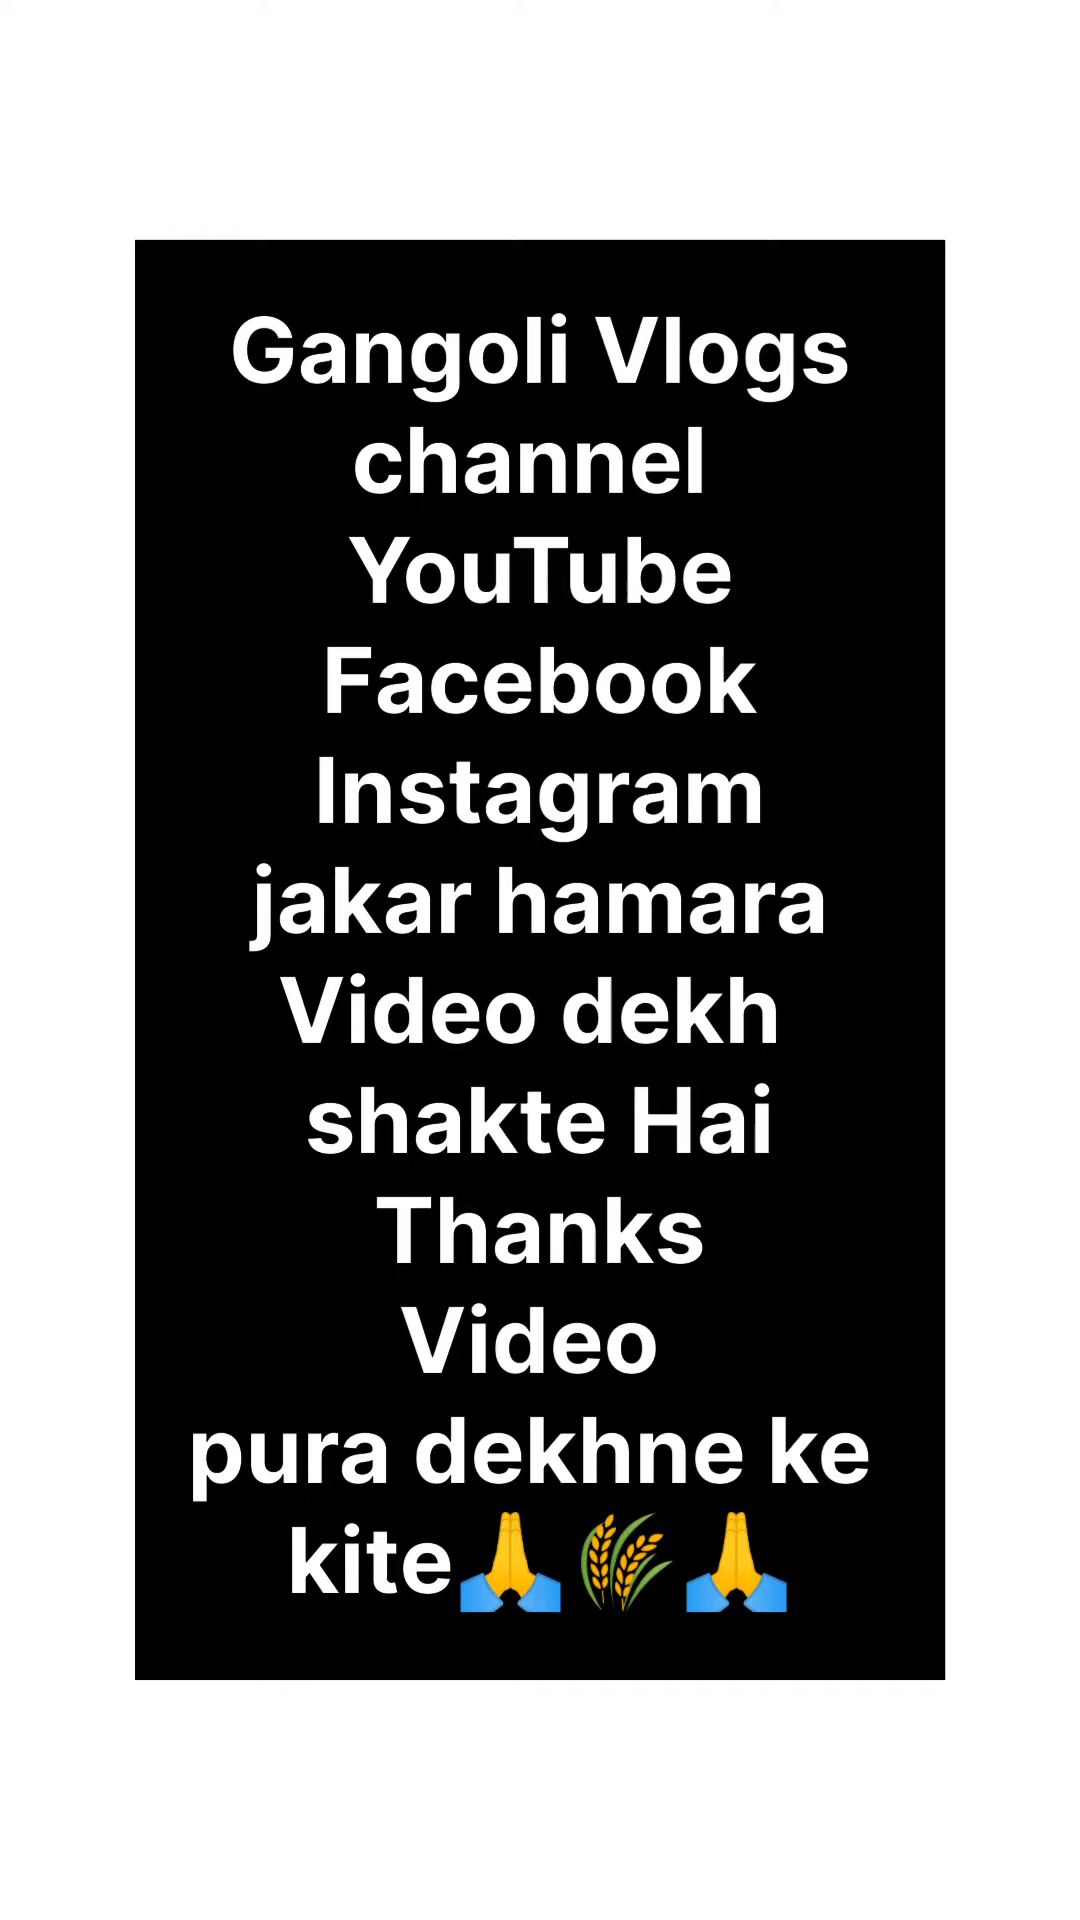 Gangoli Vlogs
channel
YouTube
Facebook
Instagram
jakar hamara
Video dekh
shakte Hai
Thanks
Video
pura dekhne ke
kite🙏🌾🙏